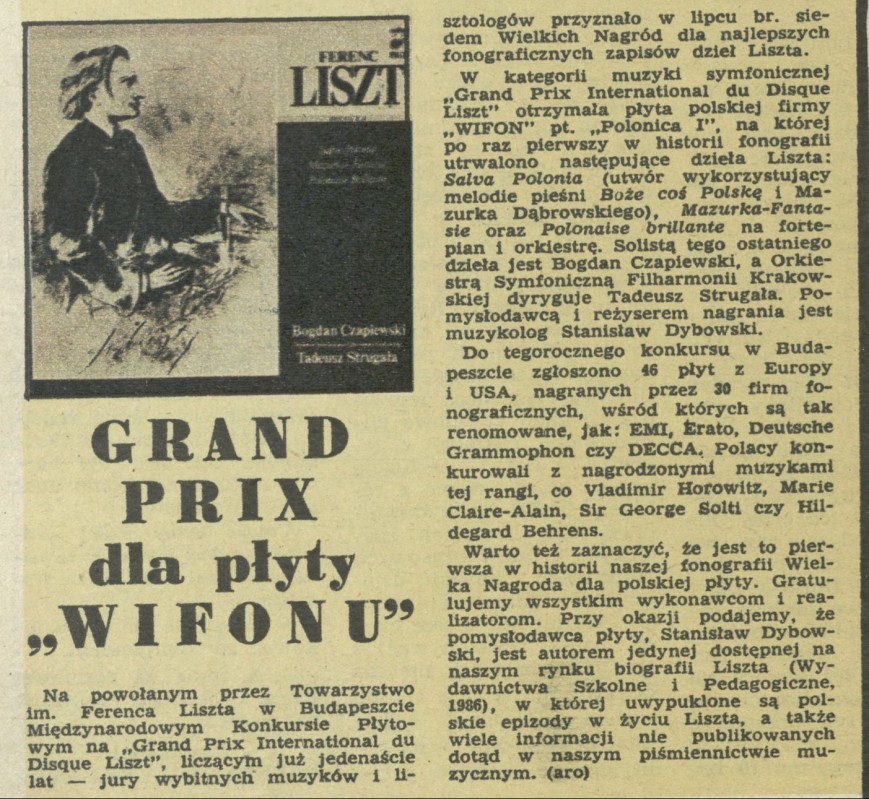 FERENC
LISZT
Bogdan Czapiewski
Tadeusz Strugała
GRAND
PRIX
dla płyty
„WIFONU”
Na powołanym przez Towarzystwo
im. Ferenca Liszta w Budapeszcie
Międzynarodowym Konkursie Płyto-
wym na „Grand Prix International du
Disque Liszt”, liczącym już jedenaście
lat — jury wybitnych muzyków i li-
sztologów przyznało w lipcu br. sie-
dem Wielkich Nagród dla najlepszych
fonograficznych zapisów dzieł Liszta.
W kategorii muzyki symfonicznej
„Grand Prix International du Disque
Liszt” otrzymała płyta polskiej firmy
„WIFON” pt. „Polonica I”, na której
po raz pierwszy w historii fonografii
utrwalono następujące dzieła Liszta:
Salva Polonia (utwór wykorzystujący
melodie pieśni Boże coś Polskę i Ma-
zurka Dąbrowskiego), Mazurka-Fanta-
sie oraz Polonaise brillante na forte-
pian i orkiestrę. Solistą tego ostatniego
dzieła jest Bogdan Czapiewski, a Orkie-
strą Symfoniczną Filharmonii Krakow-
skiej dyryguje Tadeusz Strugała. Po-
mysłodawcą i reżyserem nagrania jest
muzykolog Stanisław Dybowski.
Do tegorocznego konkursu w Buda-
peszcie zgłoszono 46 płyt z Europy
i USA, nagranych przez 30 firm fo-
nograficznych, wśród których są tak
renomowane, jak: EMI, Erato, Deutsche
Grammophon czy DECCA. Polacy kon-
kurowali z nagrodzonymi muzykami
tej rangi, co Vladimir Horowitz, Marie
Claire-Alain, Sir George Solti czy Hil-
degard Behrens.
Warto też zaznaczyć, że jest to pier-
wsza w historii naszej fonografii Wiel-
ka Nagroda dla polskiej płyty. Gratu-
lujemy wszystkim wykonawcom i rea-
lizatorom. Przy okazji podajemy, że
pomysłodawca płyty, Stanisław Dybow-
ski, jest autorem jedynej dostępnej na
naszym rynku biografii Liszta (Wy-
dawnictwa Szkolne i Pedagogiczne,
1986), w której uwypuklone są pol-
skie epizody w życiu Liszta, a także
wiele informacji nie publikowanych
dotąd w naszym piśmiennictwie mu-
zycznym. (aro)